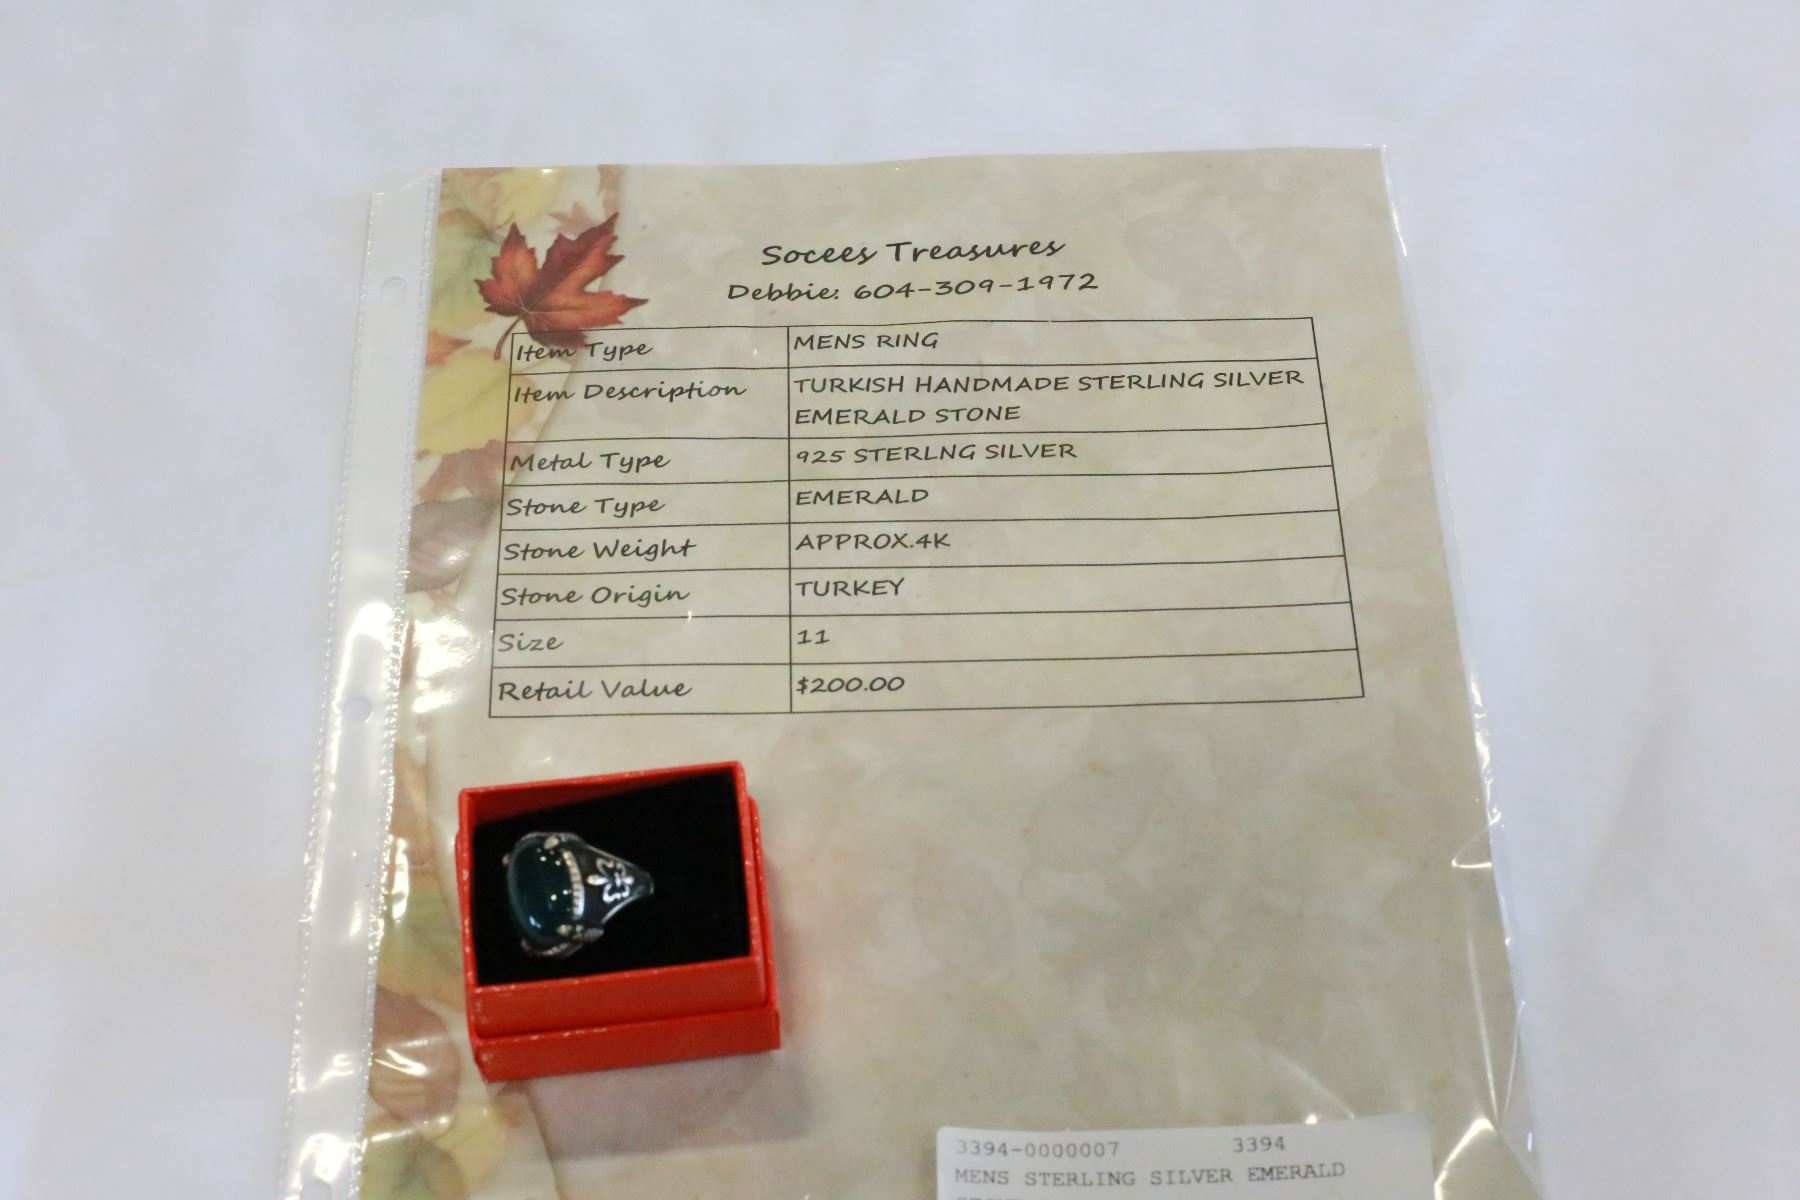 Socees Treasures
Debbie: 604-309-1972
Item Type MENS RING
Item Description TURKISH HANDMADE STERLING SILVER
EMERALD STONE
Metal Type 925 STERLNG SILVER
Stone Type EMERALD
Stone Weight APPROX.4K
Stone Origin TURKEY
Size 11
Retail Value $200.00
3394-0000007 3394
MENS STERLING SILVER EMERALD